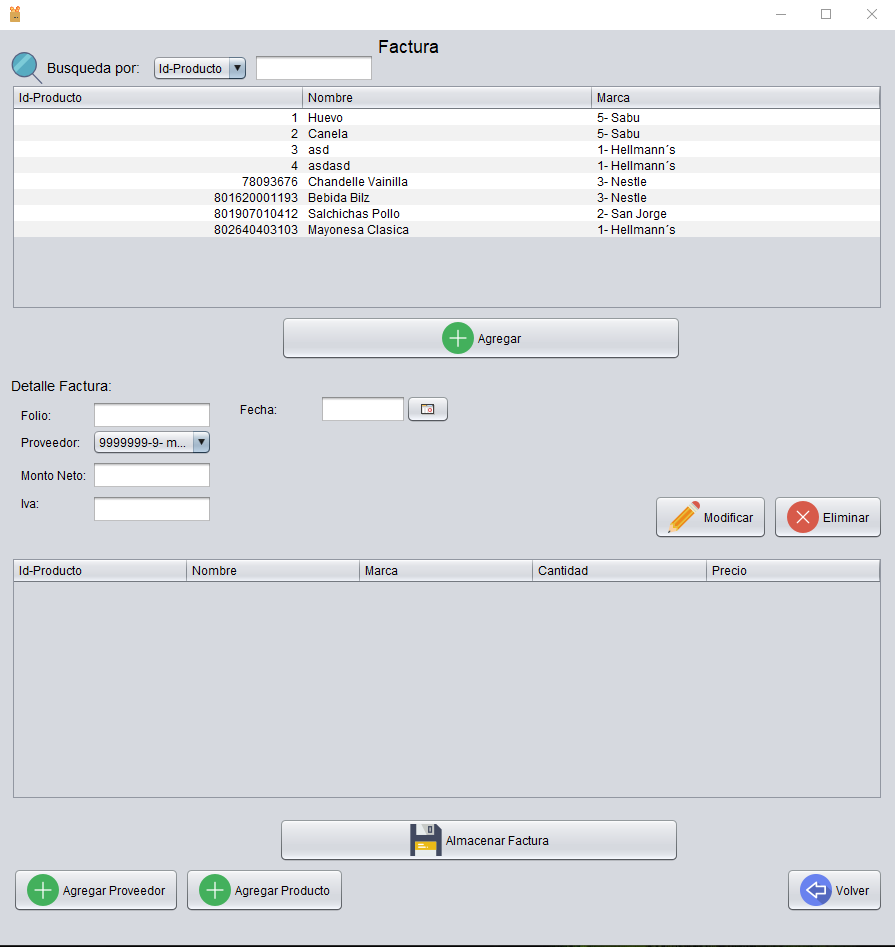 Factura
Busqueda por: Id-Producto
Id-Producto Nombre Marca
1 Huevo 5- Sabu
2 Canela 5- Sabu
3 asd 1- Hellmann´s
4 asdasd 1- Hellmann´s
78093676 Chandelle Vainilla 3- Nestle
801620001193 Bebida Bilz 3- Nestle
801907010412 Salchichas Pollo 2- San Jorge
802640403103 Mayonesa Clasica 1- Hellmann´s
Agregar
Detalle Factura:
Folio: Fecha:
Proveedor: 9999999-9- m...
Monto Neto:
Iva:
Modificar Eliminar
Id-Producto Nombre Marca Cantidad Precio
Almacenar Factura
Agregar Proveedor Agregar Producto Volver